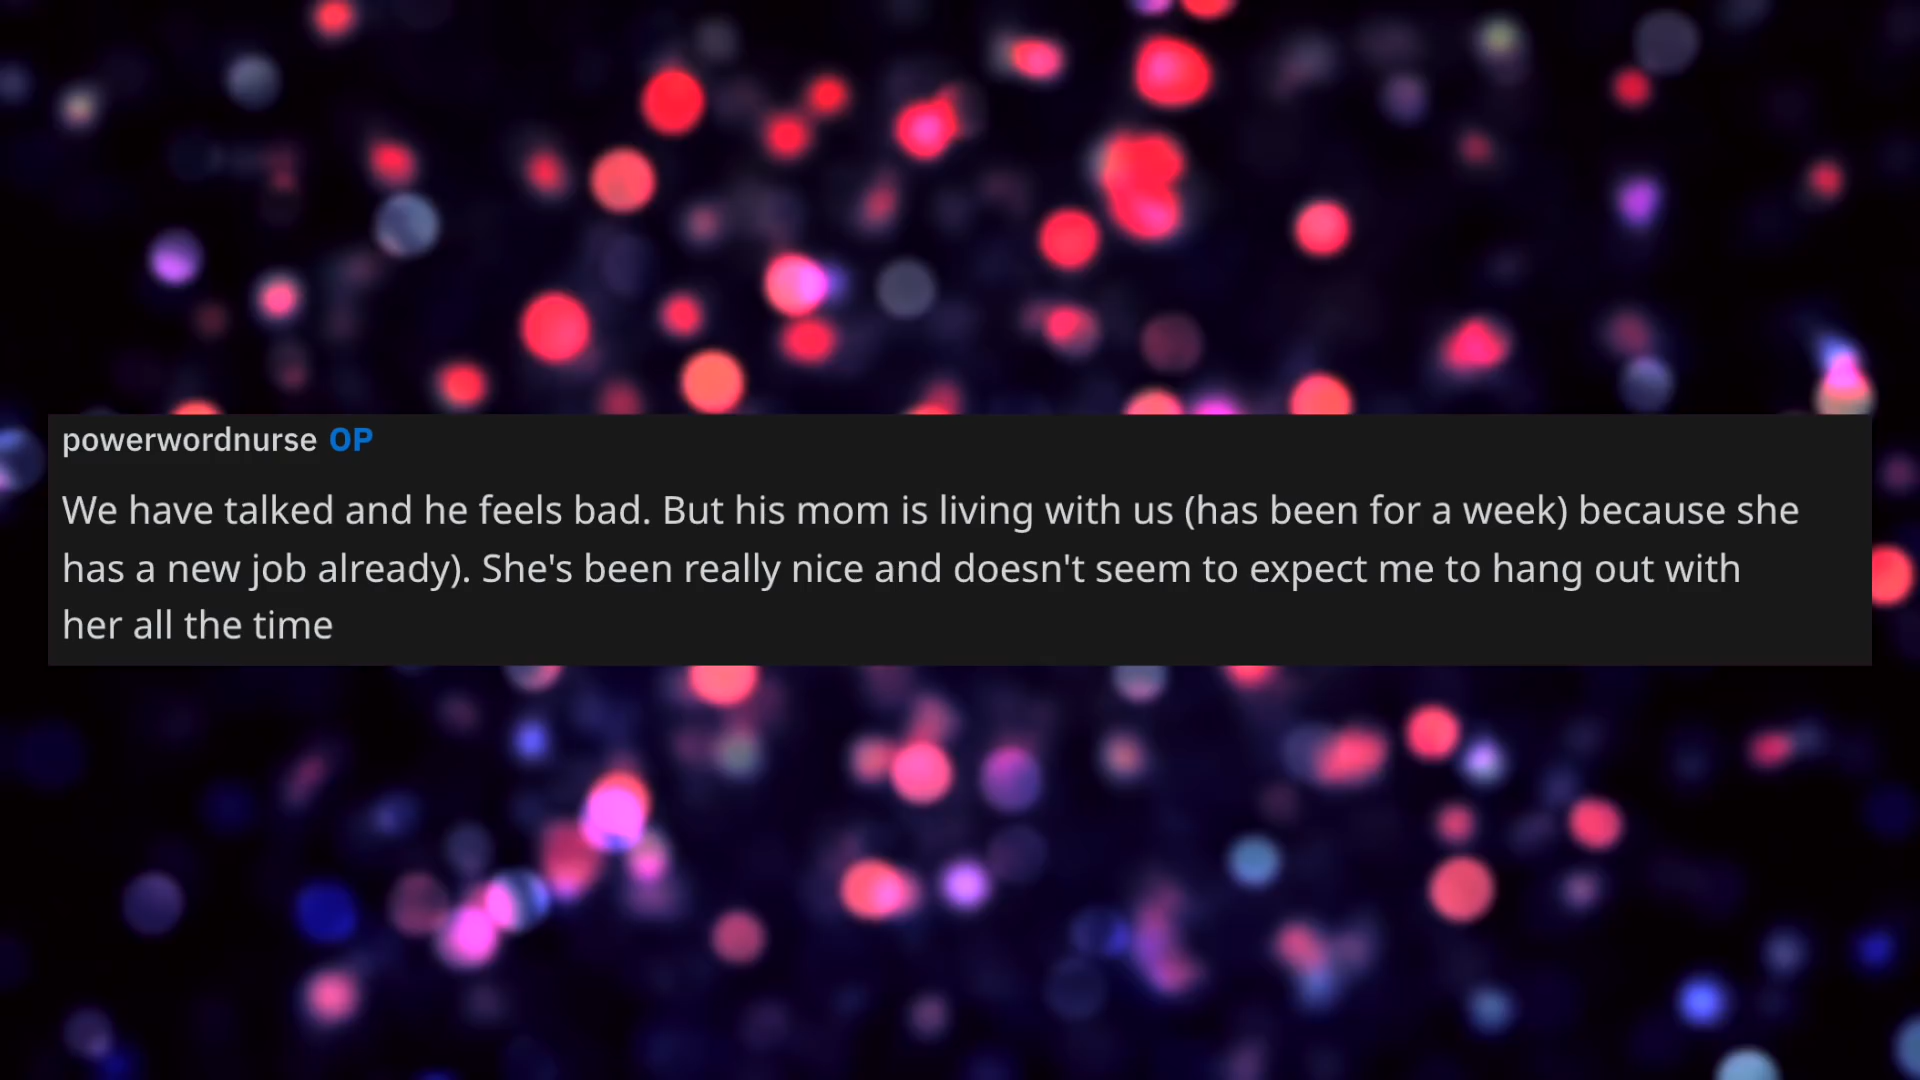 powerwordnurse OP
We have talked and he feels bad. But his mom is living with us (has been for a week) because she
has a new job already). She's been really nice and doesn't seem to expect me to hang out with
her all the time